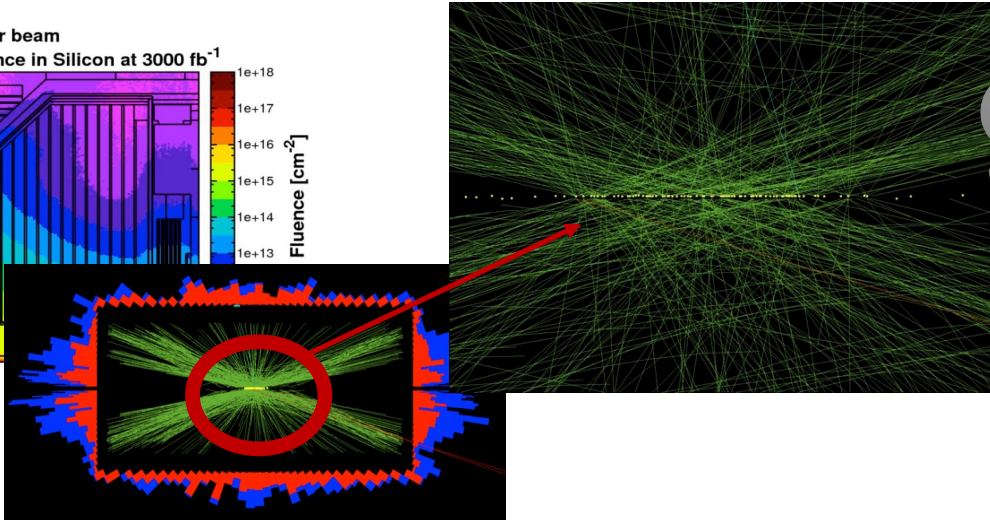 r beam
nce in Silicon at 3000 fb⁻¹
1e+18
1e+17
1e+16
1e+15
1e+14
1e+13
Fluence [cm⁻²]